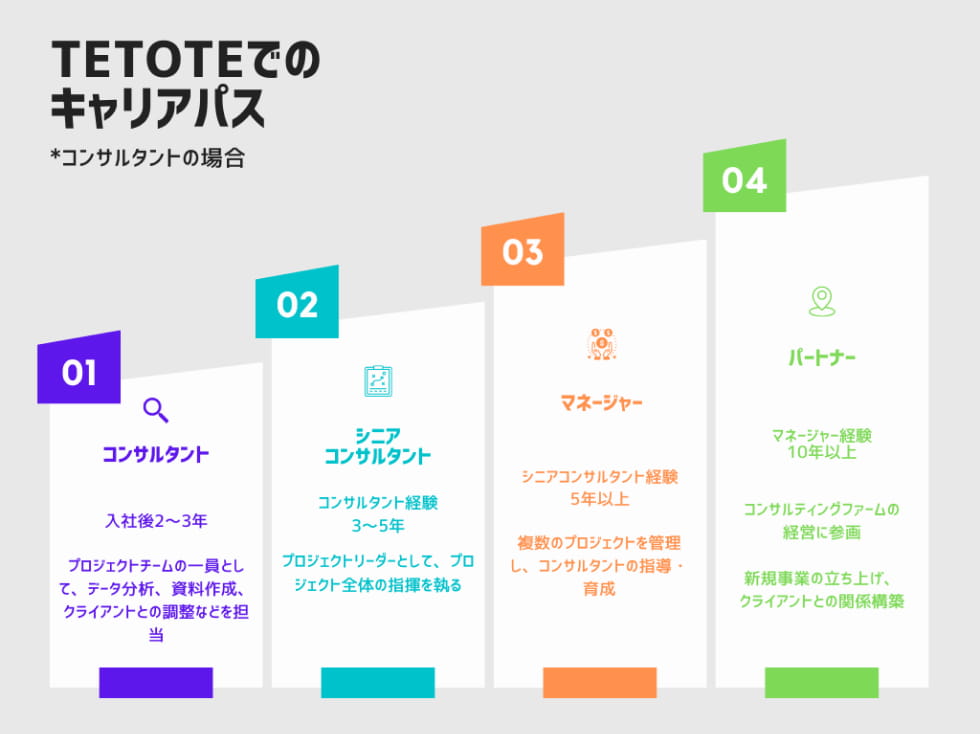 TETOTEでの
キャリアパス
*コンサルタントの場合
01
コンサルタント
入社後2〜3年
プロジェクトチームの一員とし
て、データ分析、資料作成、
クライアントとの調整などを担
当
02
シニア
コンサルタント
コンサルタント経験
3〜5年
プロジェクトリーダーとして、プロ
ジェクト全体の指揮を執る
03
マネージャー
シニアコンサルタント経験
5年以上
複数のプロジェクトを管理
し、コンサルタントの指導・
育成
04
パートナー
マネージャー経験
10年以上
コンサルティングファームの
経営に参画
新規事業の立ち上げ、
クライアントとの関係構築